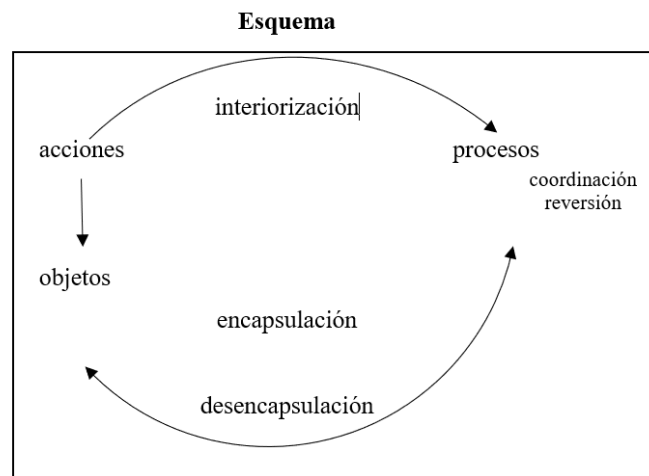 Esquema
interiorización
acciones
procesos
coordinación
reversión
objetos
encapsulación
desencapsulación